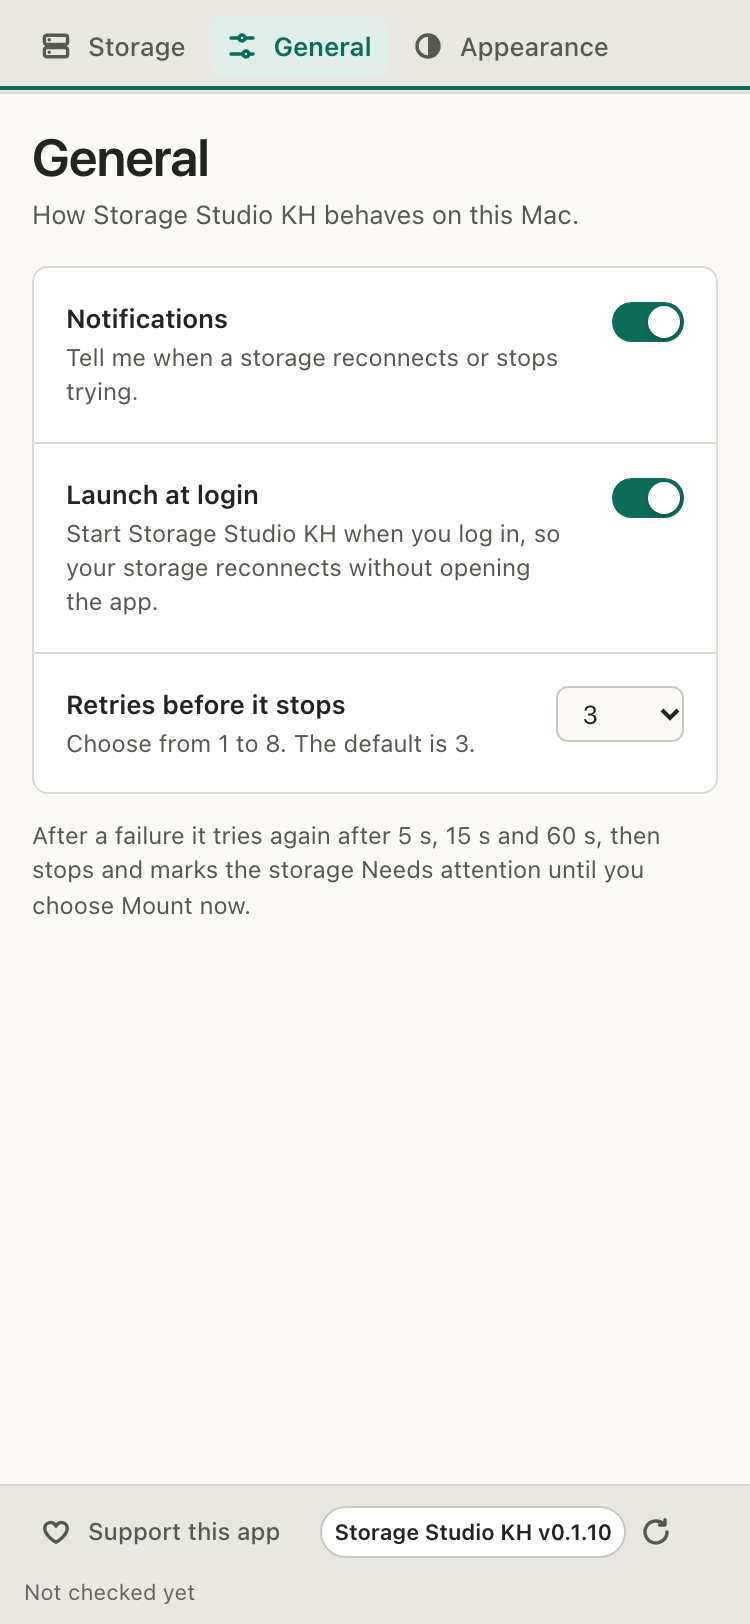 Storage
General
Appearance
General
How Storage Studio KH behaves on this Mac.
Notifications
Tell me when a storage reconnects or stops
trying.
Launch at login
Start Storage Studio KH when you log in, so
your storage reconnects without opening
the app.
Retries before it stops
3
Choose from 1 to 8. The default is 3.
After a failure it tries again after 5 s, 15 s and 60 s, then
stops and marks the storage Needs attention until you
choose Mount now.
Support this app
Storage Studio KH v0.1.10
Not checked yet